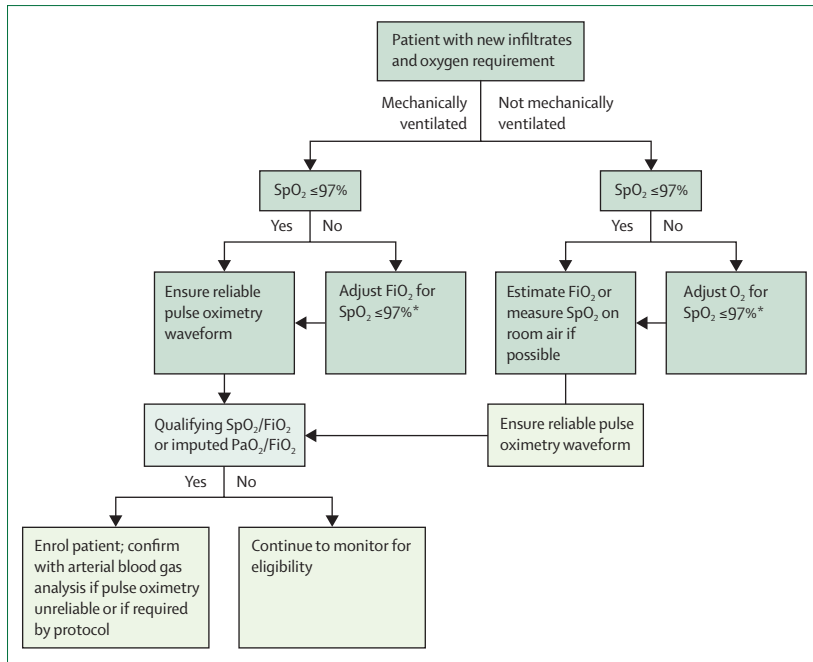 Patient with new infiltrates
and oxygen requirement
Mechanically
ventilated
Not mechanically
ventilated
SpO₂ ≤97%
SpO₂ ≤97%
Yes
No
Yes
No
Ensure reliable
pulse oximetry
waveform
Adjust FiO₂ for
SpO₂ ≤97%*
Estimate FiO₂ or
measure SpO₂ on
room air if
possible
Adjust O₂ for
SpO₂ ≤97%*
Qualifying SpO₂/FiO₂
or imputed PaO₂/FiO₂
Ensure reliable pulse
oximetry waveform
Yes
No
Enrol patient; confirm
with arterial blood gas
analysis if pulse oximetry
unreliable or if required
by protocol
Continue to monitor for
eligibility